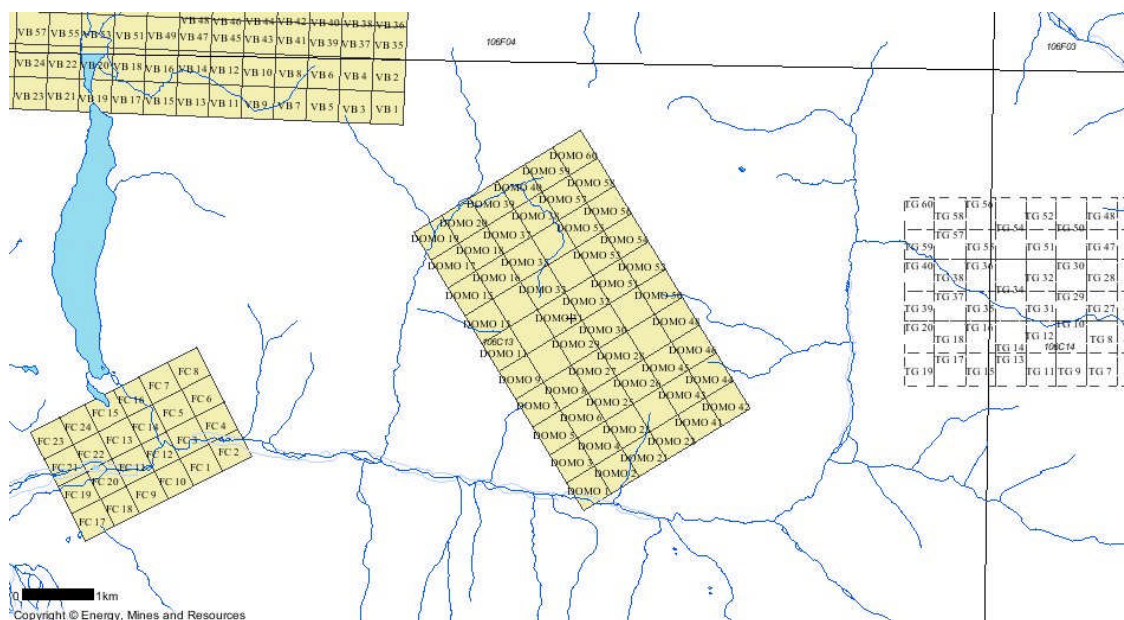 VB 48 VB 46 VB 44 VB 42 VB 40 VB 38 VB 36
VB 57 VB 55 VB 53 VB 51 VB 49 VB 47 VB 45 VB 43 VB 41 VB 39 VB 37 VB 35
106F04
106F03
VB 24 VB 22 VB 20 VB 18 VB 16 VB 14 VB 12 VB 10 VB 8 VB 6 VB 4 VB 2
VB 23 VB 21 VB 19 VB 17 VB 15 VB 13 VB 11 VB 9 VB 7 VB 5 VB 3 VB 1
DOMO 60
DOMO 59
DOMO 40 DOMO 58
DOMO 39 DOMO 57
DOMO 20 DOMO 38 DOMO 56
DOMO 19 DOMO 37 DOMO 55
DOMO 18 DOMO 54
DOMO 17 DOMO 35 DOMO 53
DOMO 16 DOMO 52
DOMO 33 DOMO 51
DOMO 32 DOMO 50
DOMO 31
DOMO 30 DOMO 48
DOMO 29
106C13
DOMO 28 DOMO 46
DOMO 27 DOMO 45
DOMO 9 DOMO 26 DOMO 44
DOMO 8 DOMO 43
DOMO 7 DOMO 42
DOMO 6 DOMO 41
DOMO 5 DOMO 22
DOMO 4 DOMO 21
DOMO 3
DOMO 2
DOMO 1
TG 60 TG 56
TG 58 TG 52 TG 48
TG 54 TG 50
TG 57
TG 59 TG 55 TG 51 TG 47
TG 40 TG 36 TG 30
TG 38 TG 32 TG 28
TG 34
TG 37 TG 29
TG 39 TG 35 TG 31 TG 27
TG 20 TG 16 TG 10
TG 18 TG 12 TG 8
TG 14 106C14
TG 17 TG 13
TG 19 TG 15 TG 11 TG 9 TG 7
FC 8
FC 7
FC 16 FC 6
FC 15 FC 5
FC 24 FC 14 FC 4
FC 23 FC 13 FC 3
FC 22 FC 12 FC 2
FC 21 FC 11 FC 1
FC 20 FC 10
FC 19 FC 9
FC 18
FC 17
0 1km
Copyright © Energy, Mines and Resources